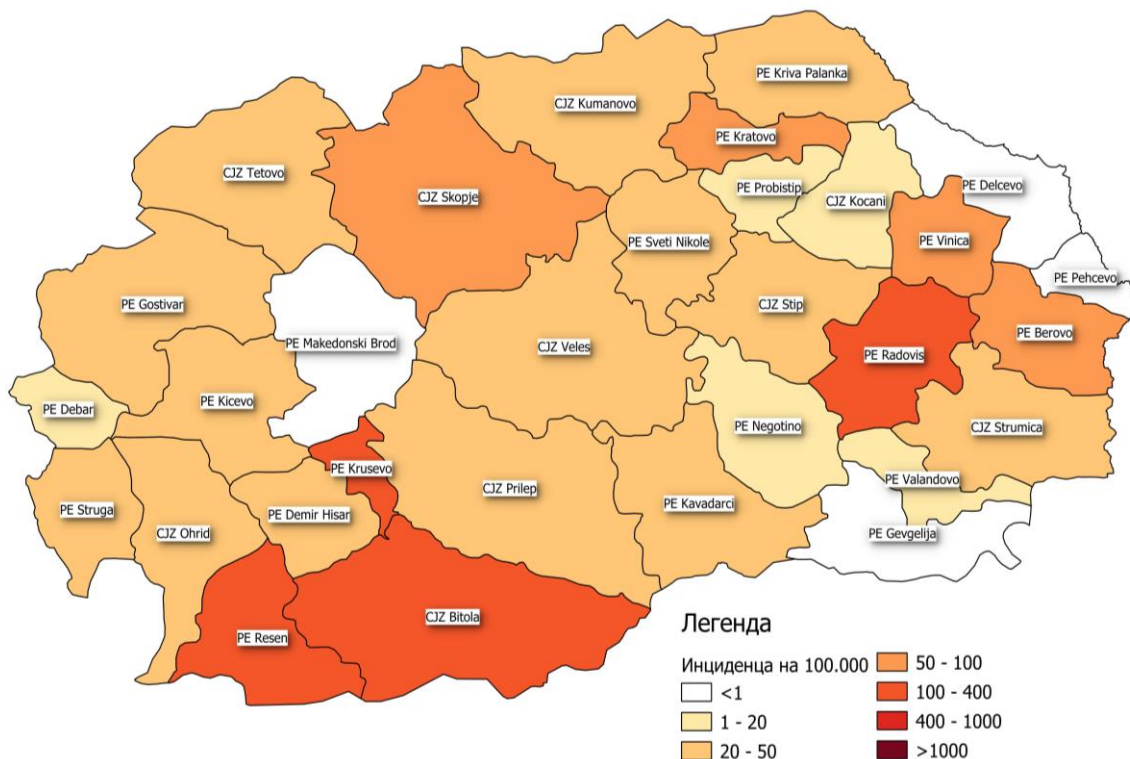 PE Kriva Palanka
CJZ Kumanovo
PE Kratovo
CJZ Tetovo
PE Probistip
PE Delcevo
CJZ Skopje
CJZ Kocani
PE Sveti Nikole
PE Vinica
PE Pehcevo
PE Gostivar
CJZ Stip
PE Berovo
PE Makedonski Brod
CJZ Veles
PE Radovis
PE Debar
PE Kicevo
PE Negotino
CJZ Strumica
PE Krusevo
PE Valandovo
CJZ Prilep
PE Kavadarci
PE Struga
PE Demir Hisar
CJZ Ohrid
PE Gevgelija
CJZ Bitola
PE Resen
Легенда
Инциденца на 100.000
<1
1 - 20
20 - 50
50 - 100
100 - 400
400 - 1000
>1000